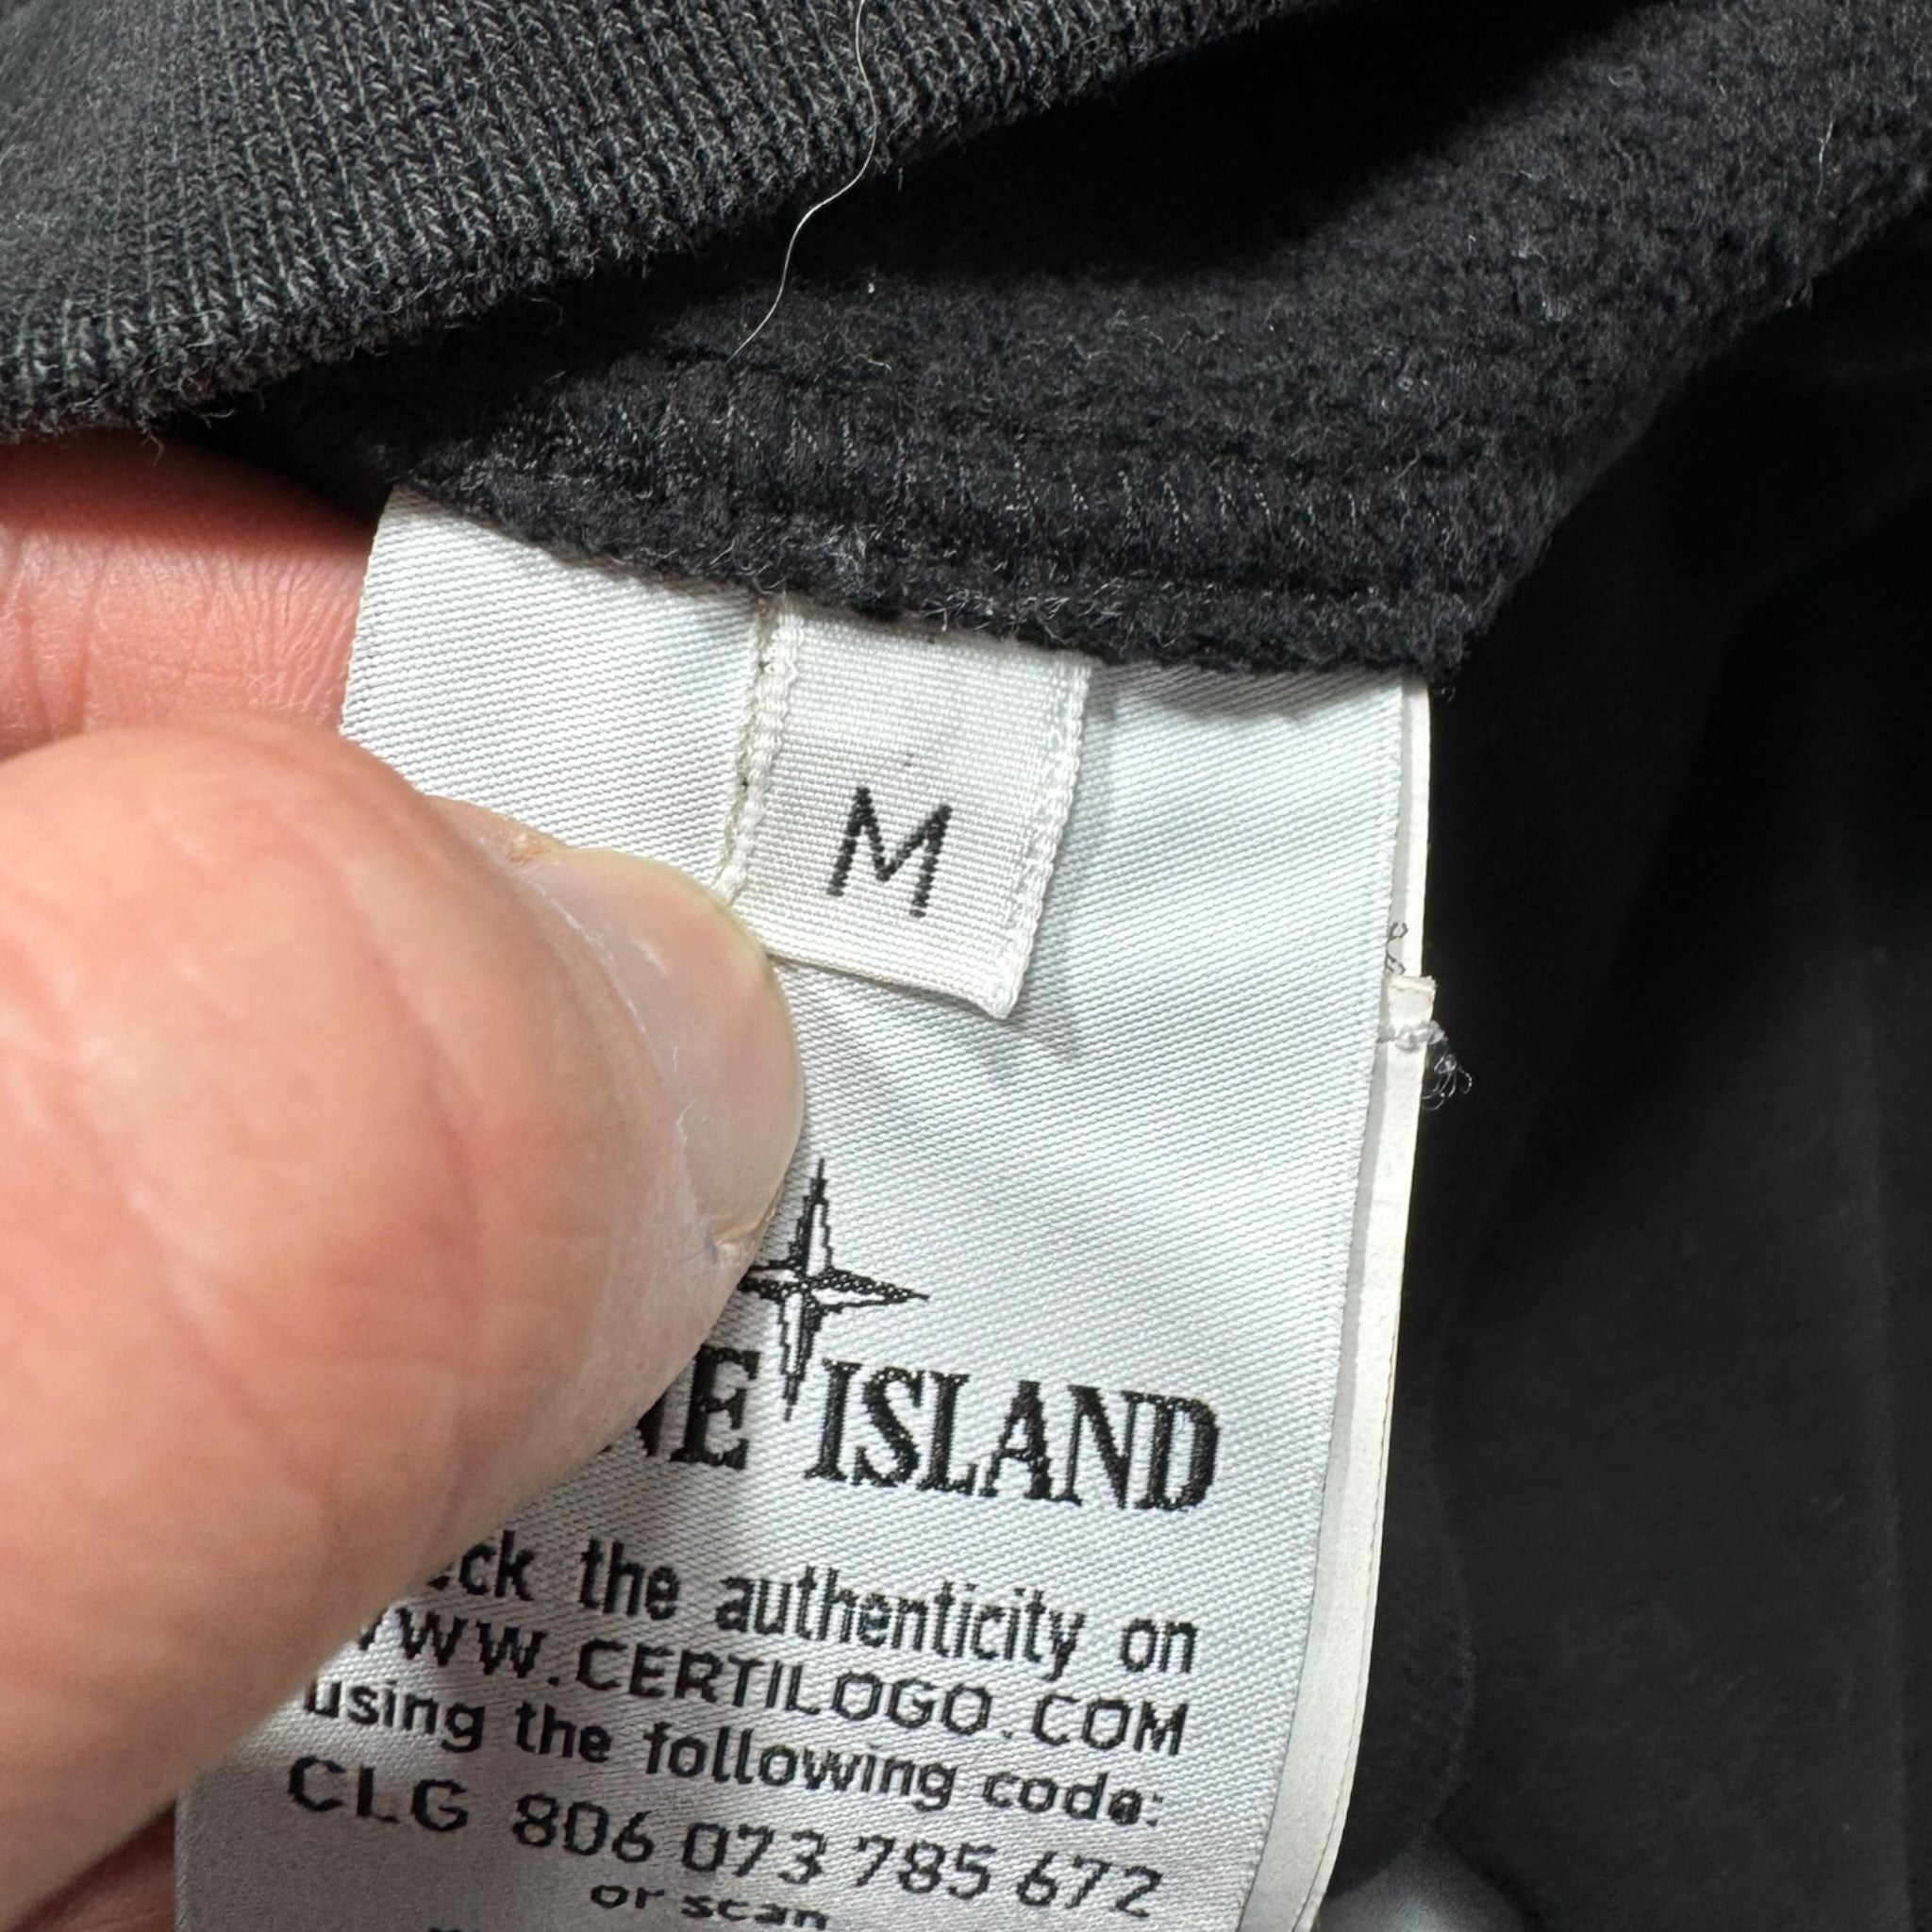 M
NE ISLAND
ck the authenticity on
WWW.CERTILOGO.COM
using the following code:
CLG 806 073 785 672
or scan